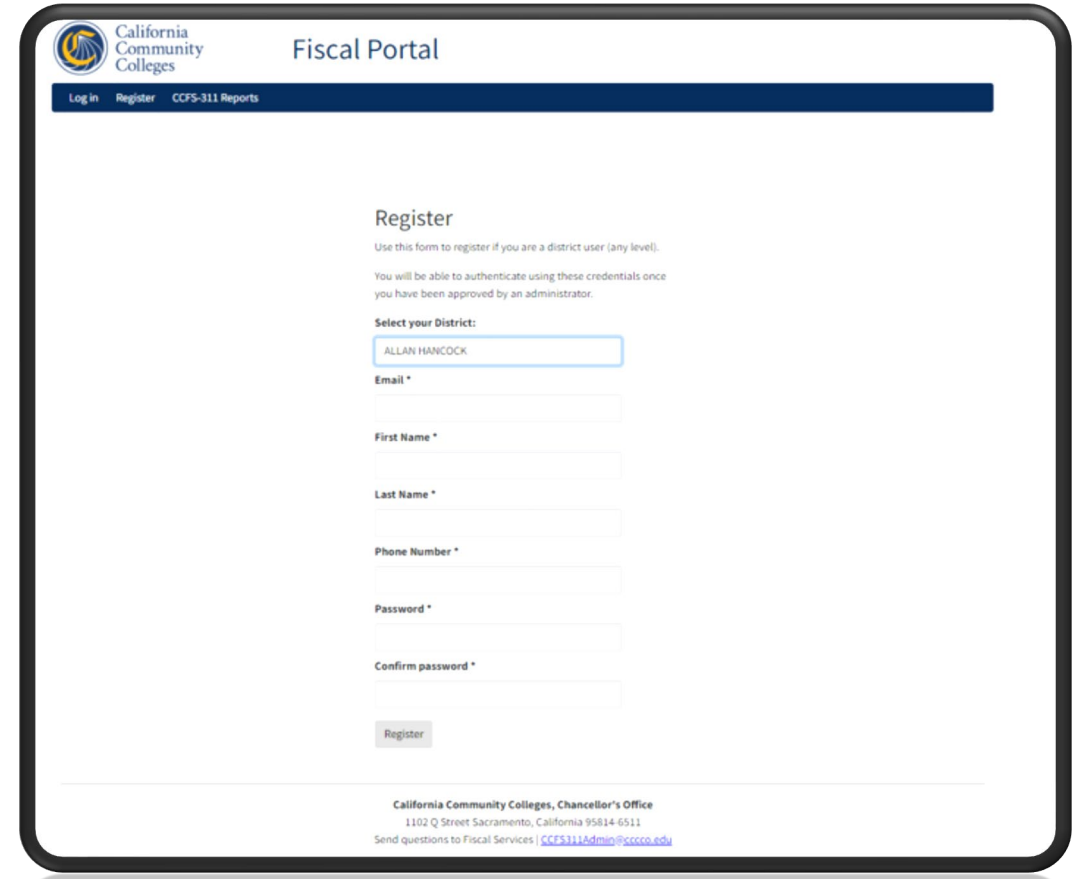 California
Community
Colleges
Fiscal Portal
Log in Register CCFS-311 Reports
Register
Use this form to register if you are a district user (any level).
You will be able to authenticate using these credentials once
you have been approved by an administrator.
Select your District:
ALLAN HANCOCK
Email *
First Name *
Last Name *
Phone Number *
Password *
Confirm password *
Register
California Community Colleges, Chancellor's Office
1102 Q Street Sacramento, California 95814-6511
Send questions to Fiscal Services | CCFS311Admin@cccco.edu